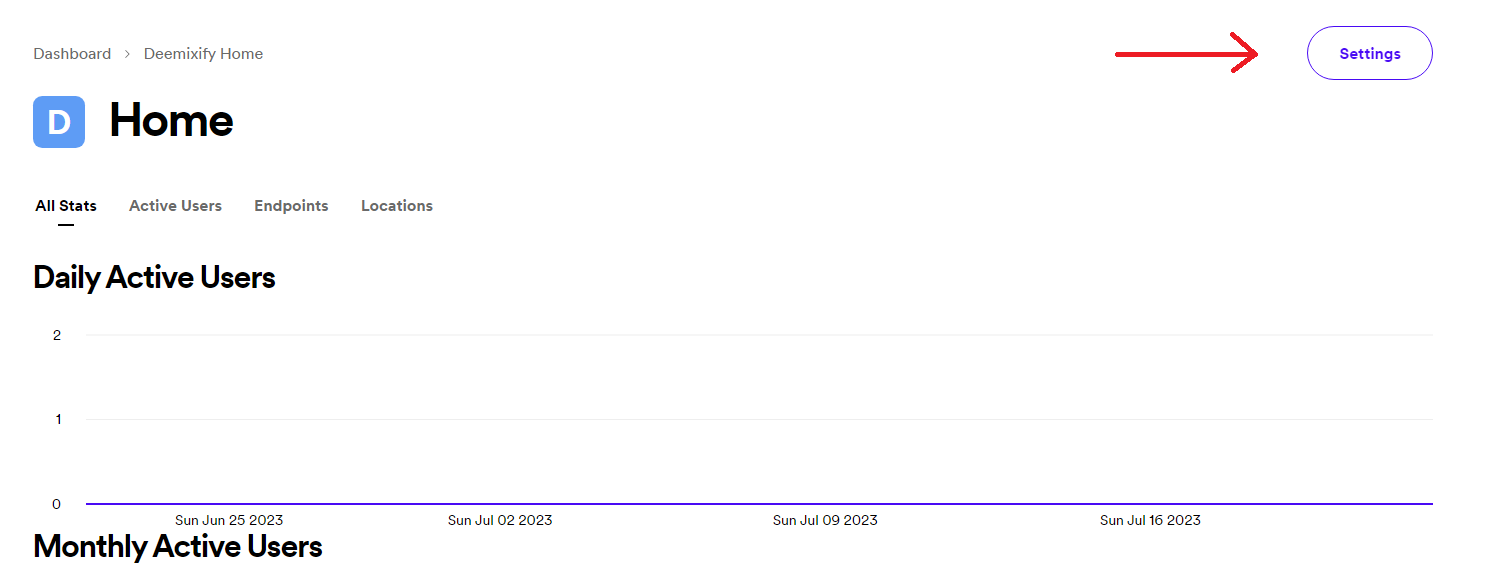 Dashboard > Deemixify Home
Settings
D Home
All Stats Active Users Endpoints Locations
Daily Active Users
2
1
0
Sun Jun 25 2023 Sun Jul 02 2023 Sun Jul 09 2023 Sun Jul 16 2023
Monthly Active Users